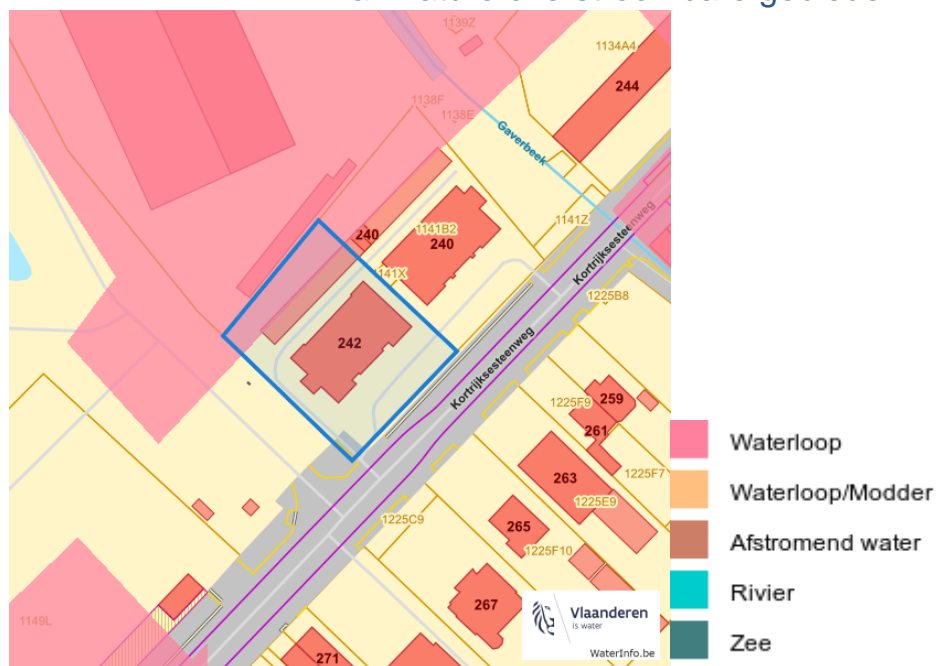 1139Z
1134A4
244
1138F
1138E
Gaverbeek
240
1141B2
240
1141Z
1141X
Kortrijksesteenweg
1225B8
242
Kortrijksesteenweg
259
1225F9
261
Waterloop
263
1225F7
1225E9
Waterloop/Modder
265
1225C9
Afstromend water
1225F10
Rivier
267
Vlaanderen
is water
1149L
Zee
271
WaterInfo.be